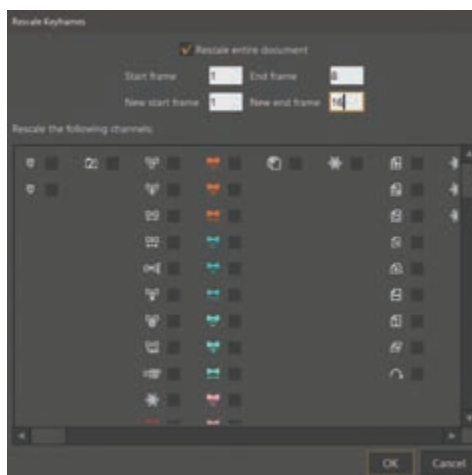 Rescale Keyframes
Rescale entire document
Start frame 1 End frame 8
New start frame 1 New end frame 16
Rescale the following channels:
OK Cancel